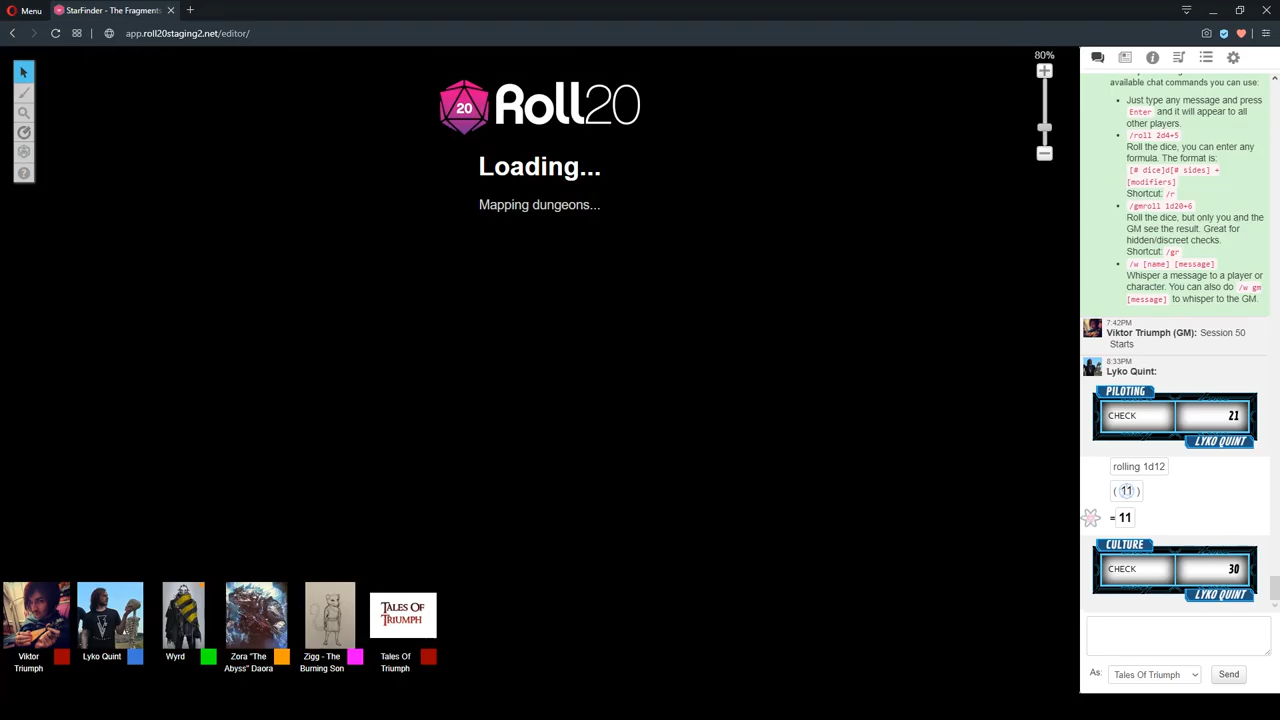 Menu
StarFinder - The Fragments
app.roll20staging2.net/editor/
80%
20
Roll20
Loading...
Mapping dungeons...
available chat commands you can use:
Just type any message and press
Enter and it will appear to all
other players.
/roll 2d4+5
Roll the dice, you can enter any
formula. The format is:
[# dice]d[# sides] +
[modifiers]
Shortcut: /r
/gmroll 1d20+6
Roll the dice, but only you and the
GM see the result. Great for
hidden/discreet checks.
Shortcut: /gr
/w [name] [message]
Whisper a message to a player or
character. You can also do /w gm
[message] to whisper to the GM.
7:42PM
Viktor Triumph (GM): Session 50
Starts
8:33PM
Lyko Quint:
PILOTING
CHECK 21
LYKO QUINT
rolling 1d12
(11)
=11
CULTURE
CHECK 30
LYKO QUINT
TALES OF
TRIUMPH
Viktor
Triumph
Lyko Quint
Wyrd
Zora "The
Abyss" Daora
Zigg - The
Burning Son
Tales Of
Triumph
As: Tales Of Triumph Send